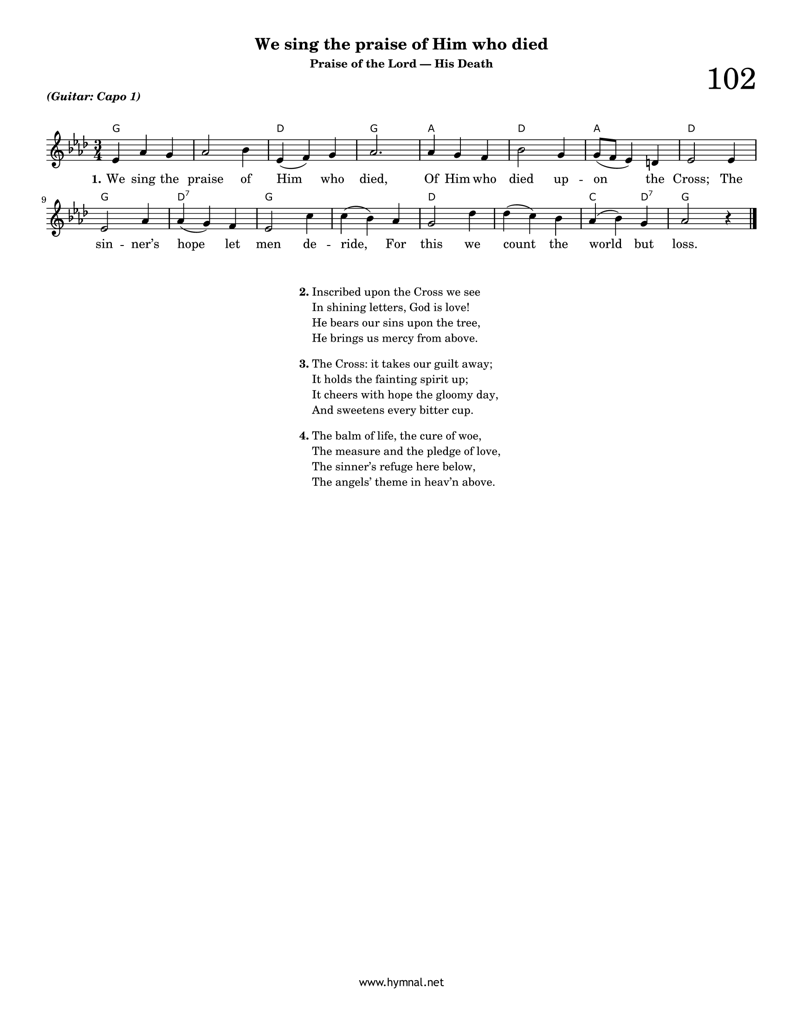 We sing the praise of Him who died
Praise of the Lord — His Death
102
(Guitar: Capo 1)
G D G A D A D
1. We sing the praise of Him who died, Of Him who died up - on the Cross; The
9
G D7 G D C D7 G
sin - ner's hope let men de - ride, For this we count the world but loss.
2. Inscribed upon the Cross we see
In shining letters, God is love!
He bears our sins upon the tree,
He brings us mercy from above.
3. The Cross: it takes our guilt away;
It holds the fainting spirit up;
It cheers with hope the gloomy day,
And sweetens every bitter cup.
4. The balm of life, the cure of woe,
The measure and the pledge of love,
The sinner's refuge here below,
The angels' theme in heav'n above.
www.hymnal.net